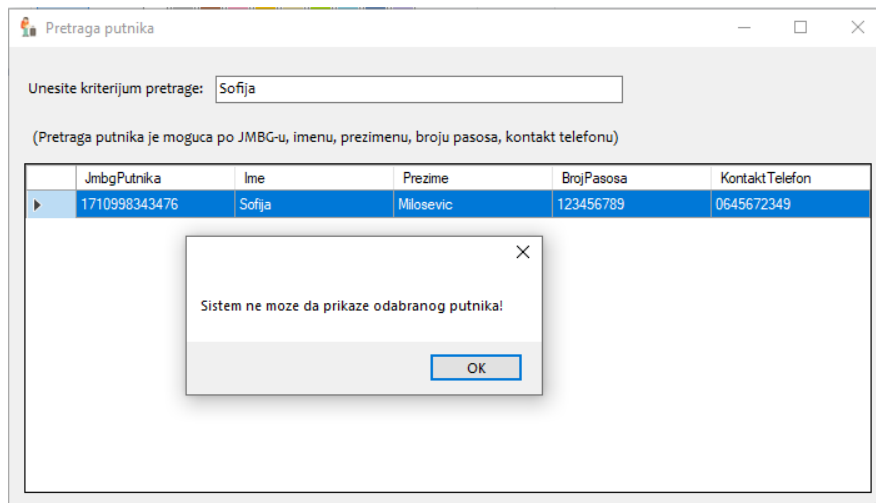 Pretraga putnika
Unesite kriterijum pretrage: Sofija
(Pretraga putnika je moguca po JMBG-u, imenu, prezimenu, broju pasosa, kontakt telefonu)
JmbgPutnika Ime Prezime BrojPasosa KontaktTelefon
1710998343476 Sofija Milosevic 123456789 0645672349
Sistem ne moze da prikaze odabranog putnika!
OK